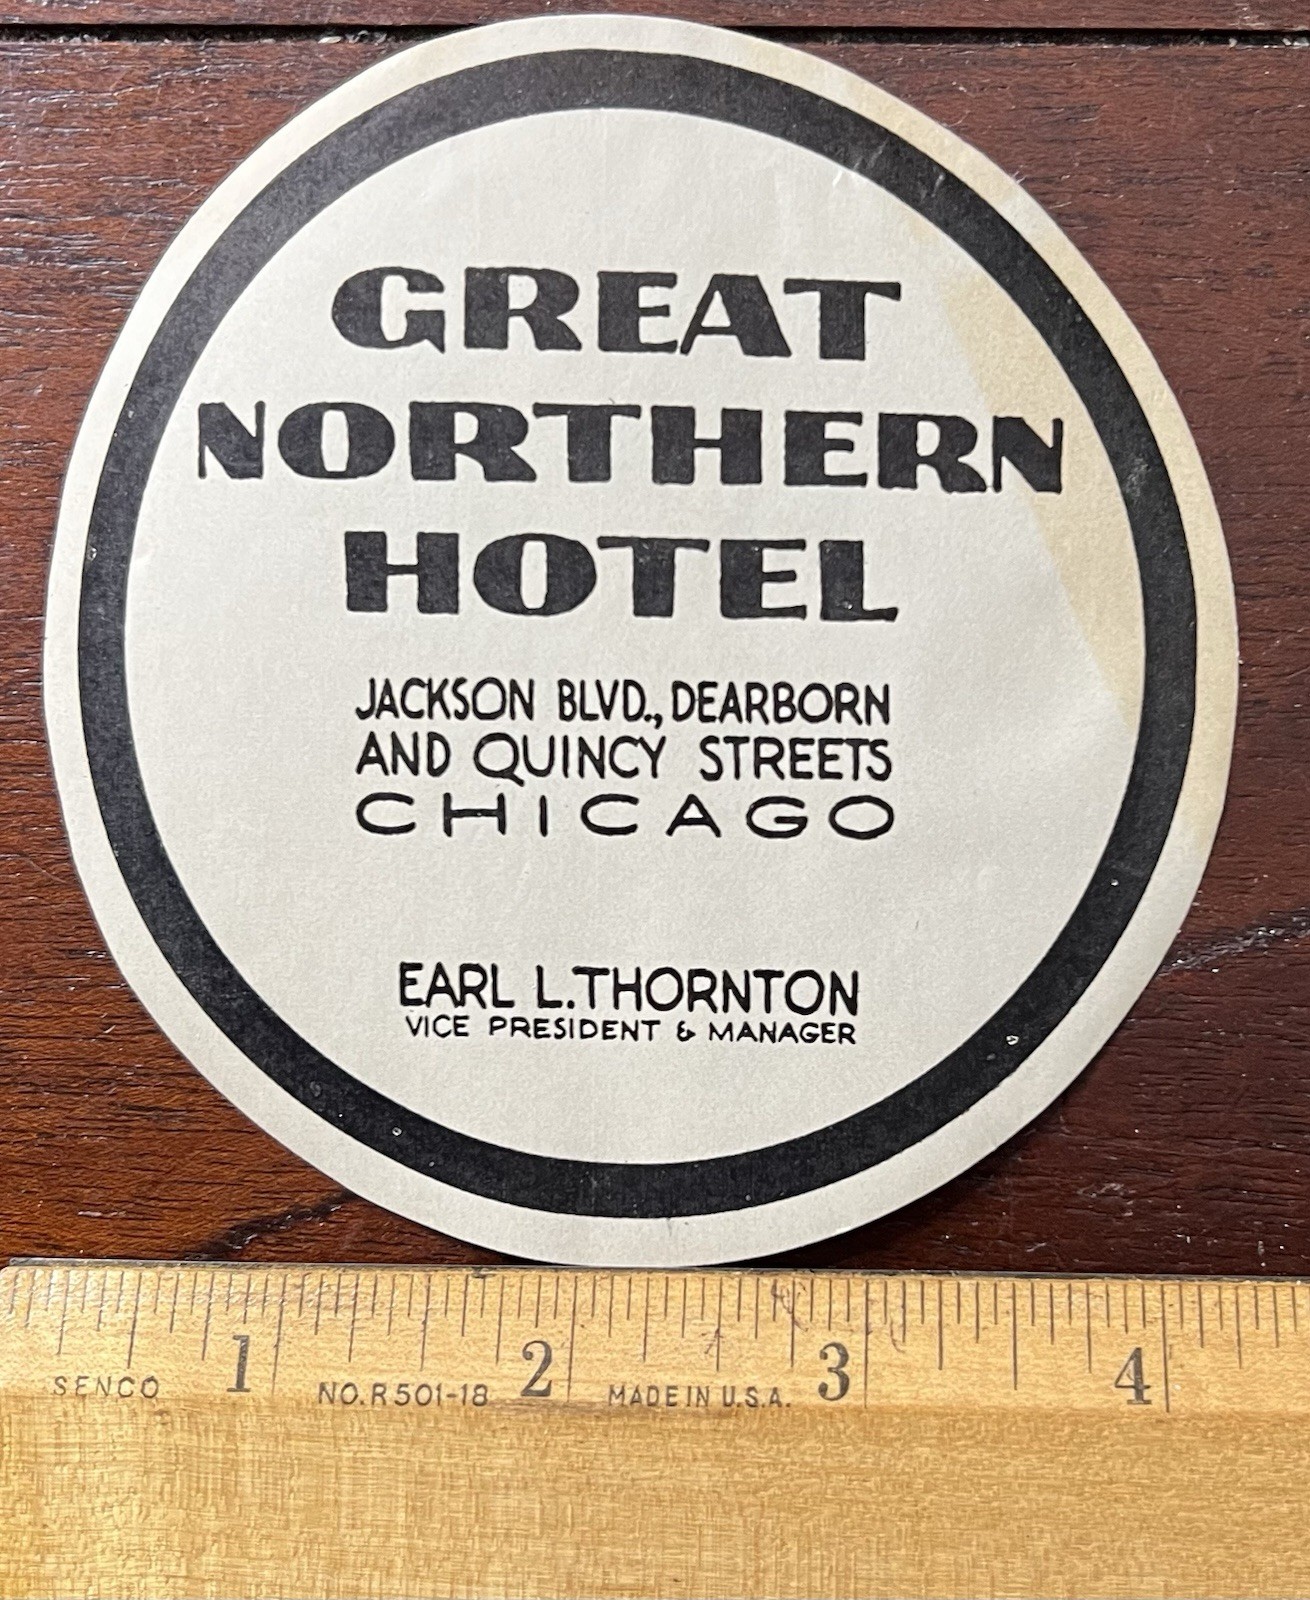 GREAT
NORTHERN
HOTEL
JACKSON BLVD., DEARBORN
AND QUINCY STREETS
CHICAGO
EARL L. THORNTON
VICE PRESIDENT & MANAGER
1 2 3 4
SENCO NO. R501-18 MADE IN U.S.A.